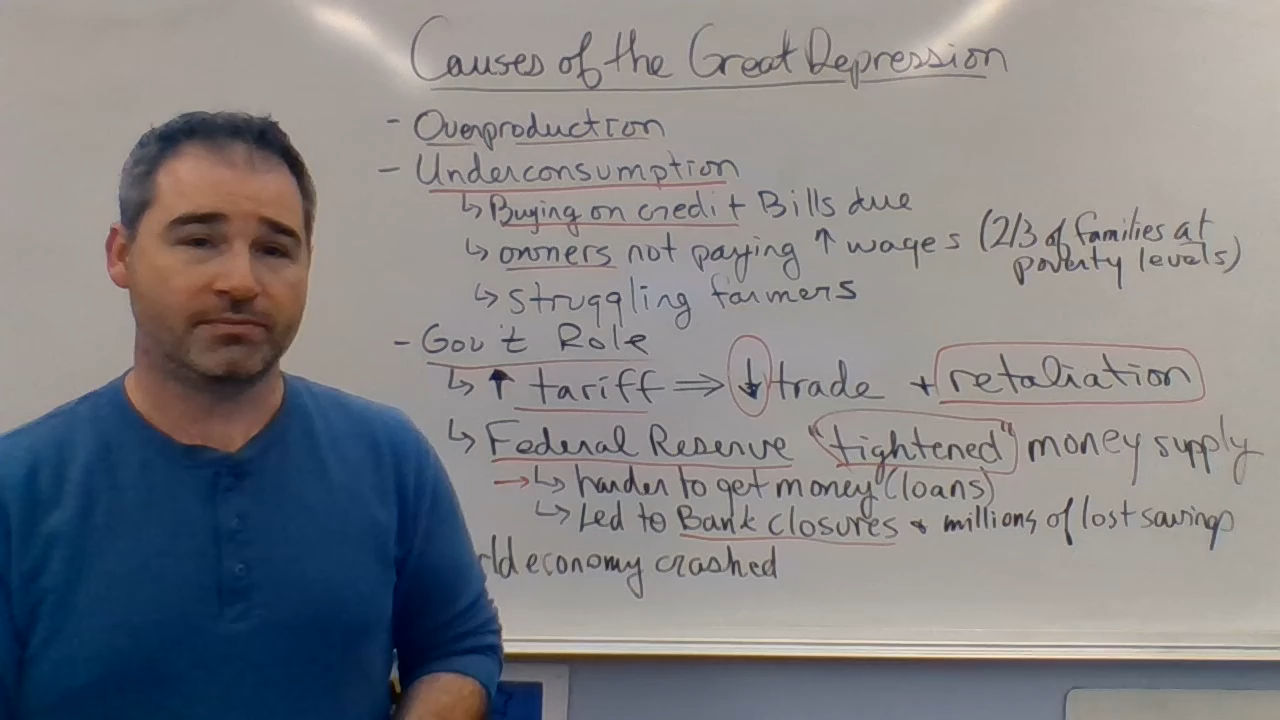 Causes of the Great Depression
- Overproduction
- Underconsumption
↳ Buying on credit + Bills due
↳ owners not paying ↑ wages (2/3 of families at
poverty levels)
↳ struggling farmers
- Gov't Role
↳ ↑ tariff ⇒ ↓ trade + retaliation
↳ Federal Reserve "tightened" money supply
→ ↳ harder to get money (loans)
↳ Led to Bank closures + millions of lost savings
economy crashed